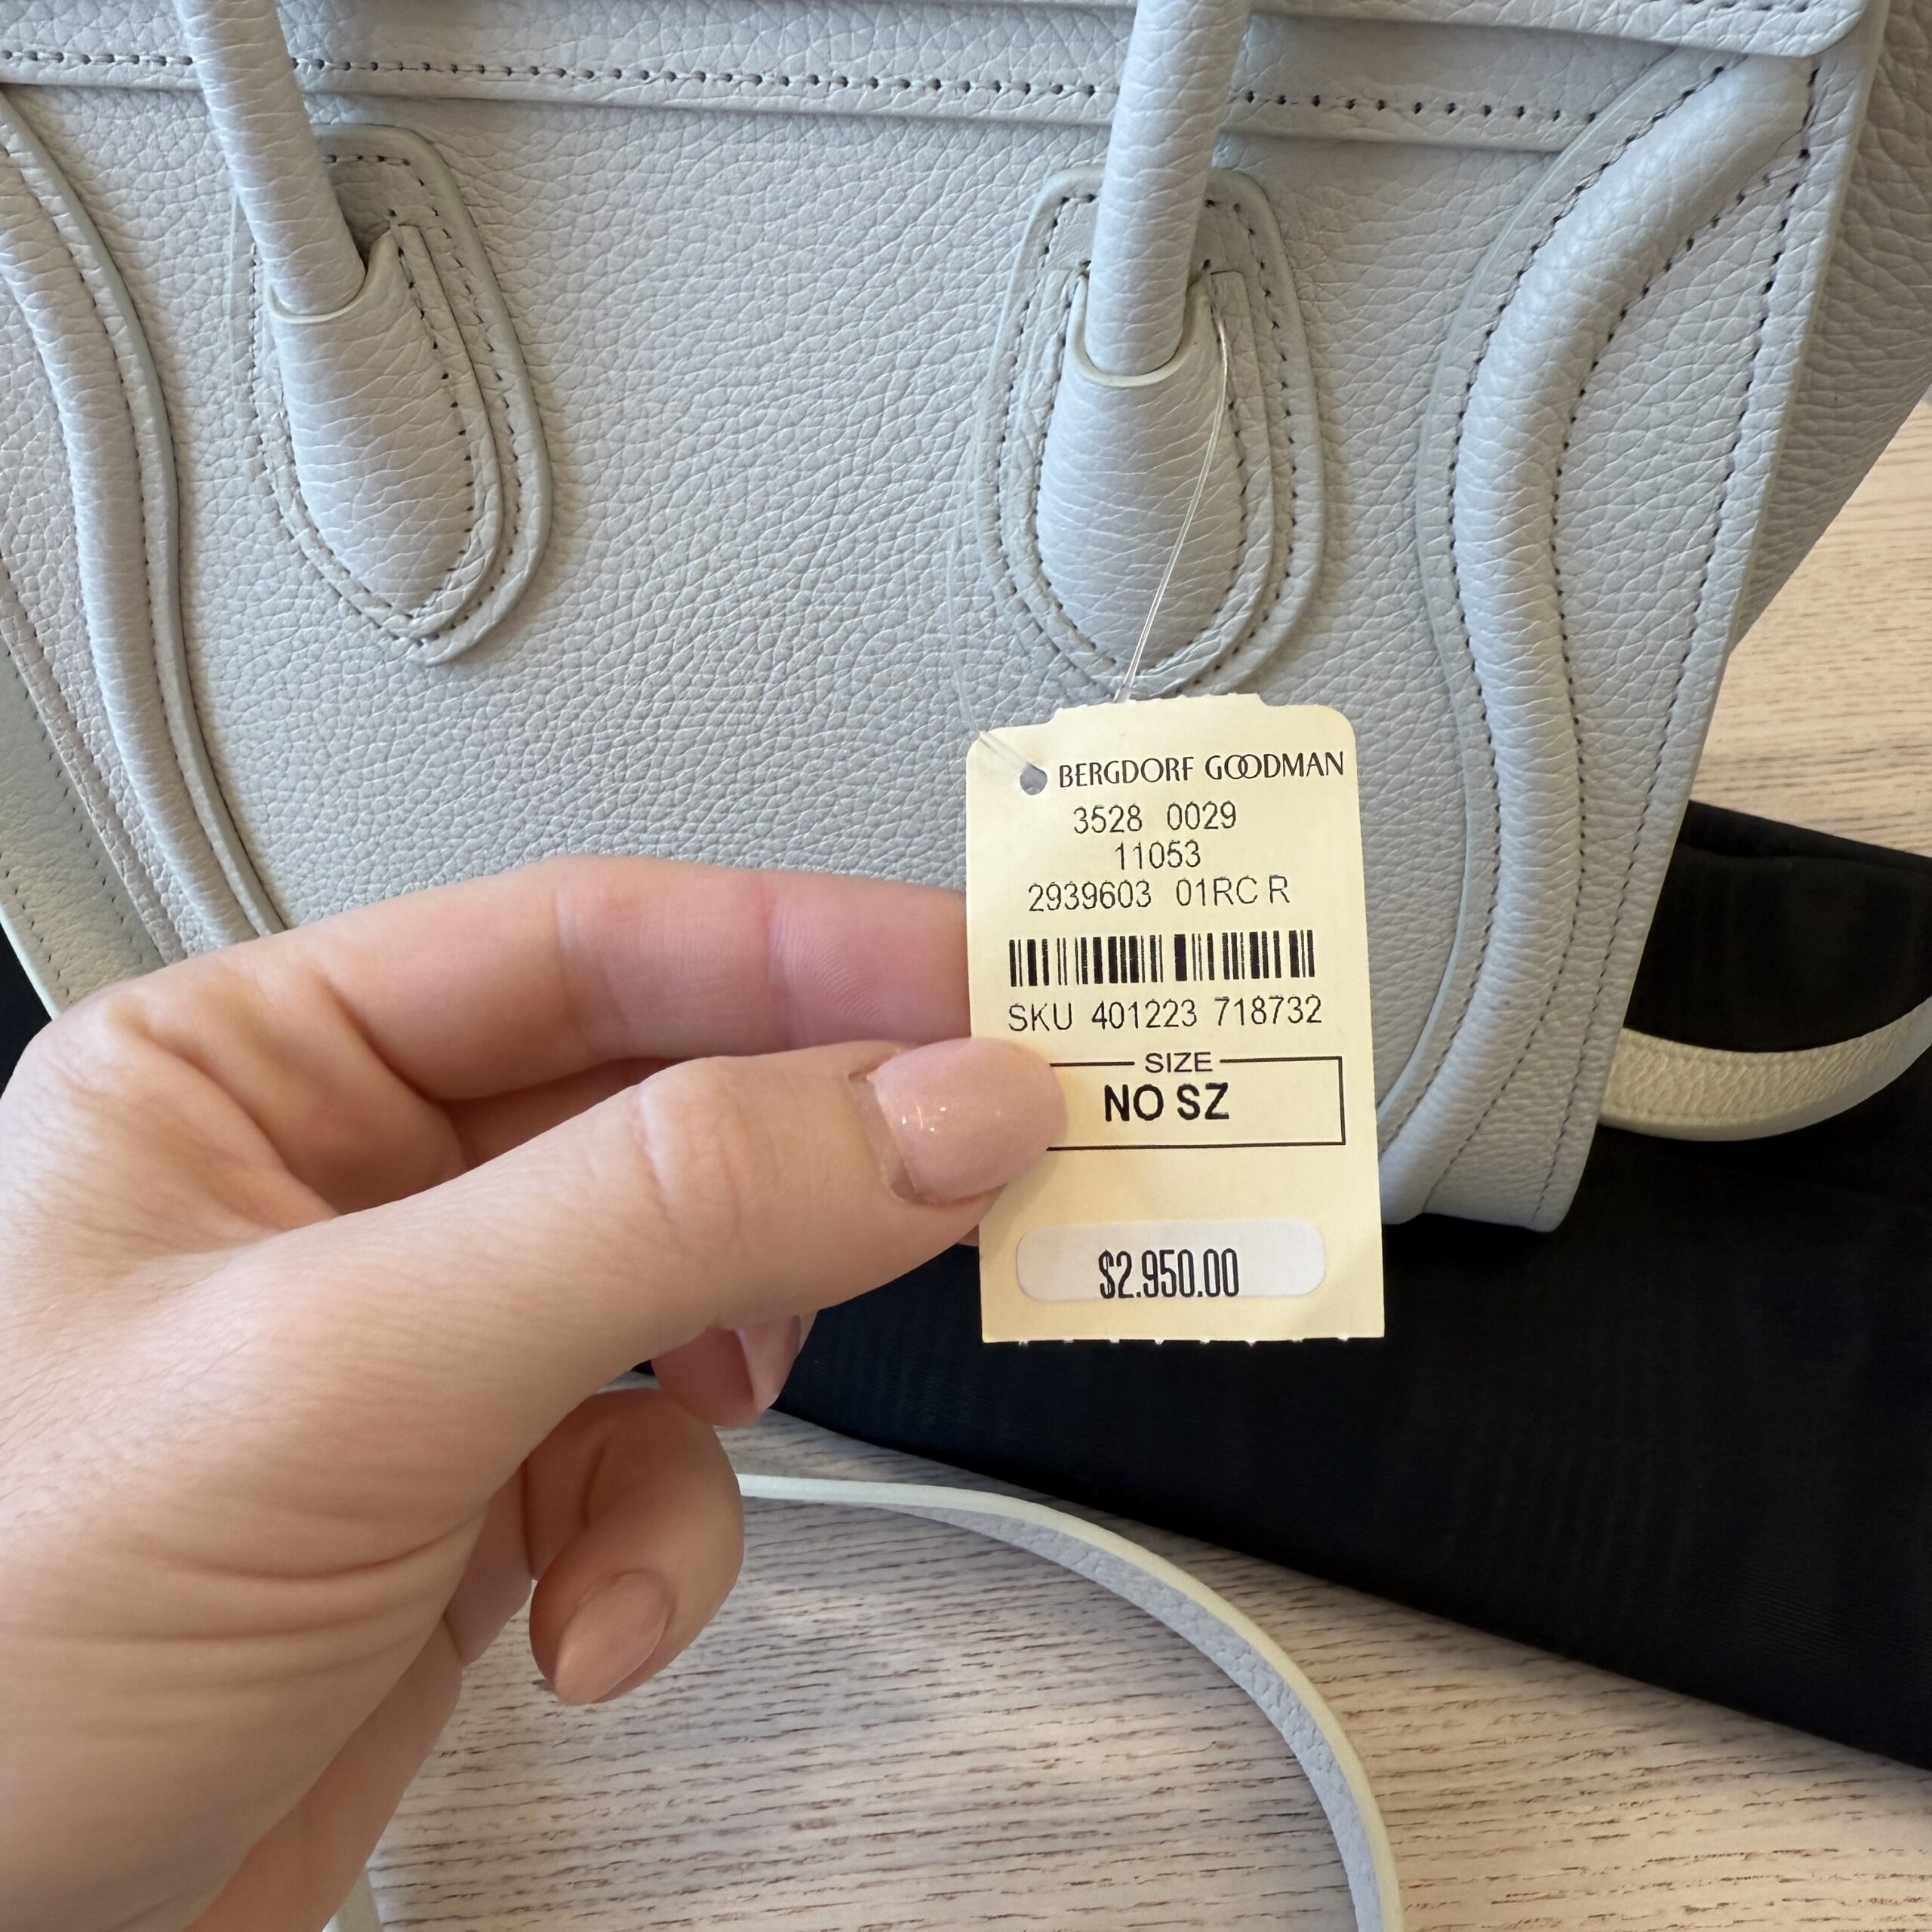 BERGDORF GOODMAN
3528 0029
11053
2939603 01RC R
SKU 401223 718732
SIZE
NO SZ
$2.950.00